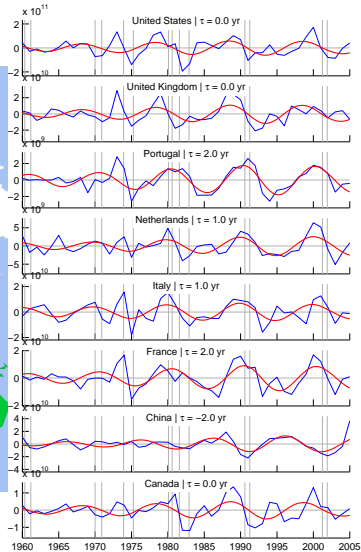 x 10^11
United States | τ = 0.0 yr
2
0
−2
x 10^10
United Kingdom | τ = 0.0 yr
2
0
−2
x 10^9
Portugal | τ = 2.0 yr
2
0
−2
x 10^9
Netherlands | τ = 1.0 yr
5
0
−5
x 10^10
Italy | τ = 1.0 yr
2
0
−2
x 10^10
France | τ = 2.0 yr
2
0
−2
x 10^10
China | τ = −2.0 yr
4
2
0
−2
−4
x 10^10
Canada | τ = 0.0 yr
1
0
−1
1960 1965 1970 1975 1980 1985 1990 1995 2000 2005